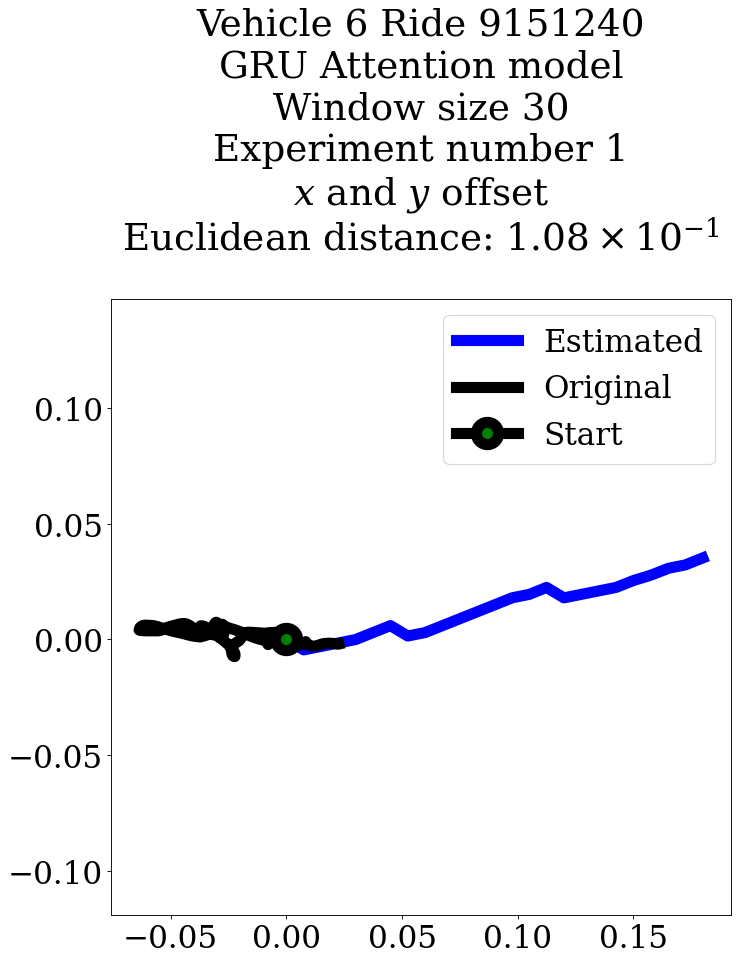 Vehicle 6 Ride 9151240
GRU Attention model
Window size 30
Experiment number 1
x and y offset
Euclidean distance: 1.08 × 10⁻¹
Estimated
Original
Start
0.10
0.05
0.00
−0.05
−0.10
−0.05 0.00 0.05 0.10 0.15